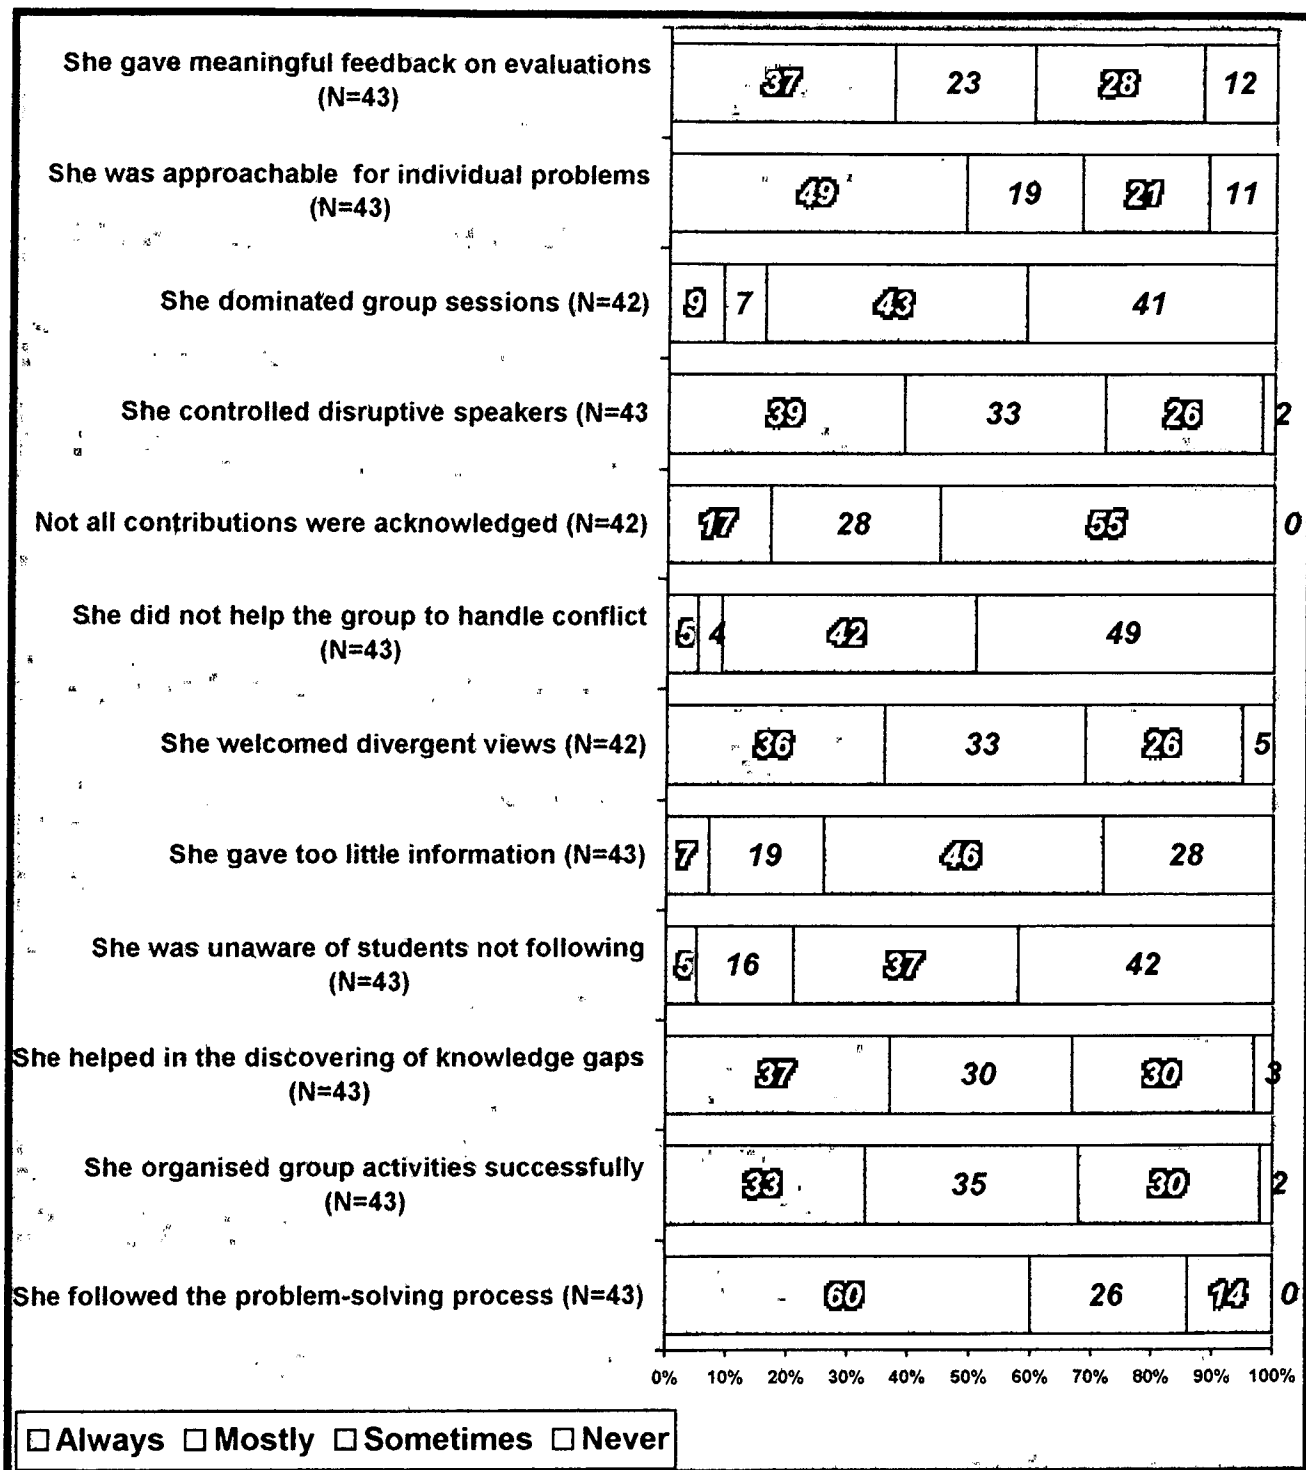 She gave meaningful feedback on evaluations
(N=43)
37 23 28 12
She was approachable for individual problems
(N=43)
49 19 21 11
She dominated group sessions (N=42)
9 7 43 41
She controlled disruptive speakers (N=43
39 33 26 2
Not all contributions were acknowledged (N=42)
17 28 55 0
She did not help the group to handle conflict
(N=43)
5 4 42 49
She welcomed divergent views (N=42)
36 33 26 5
She gave too little information (N=43)
7 19 46 28
She was unaware of students not following
(N=43)
5 16 37 42
She helped in the discovering of knowledge gaps
(N=43)
37 30 30 3
She organised group activities successfully
(N=43)
33 35 30 2
She followed the problem-solving process (N=43)
60 26 14 0
0% 10% 20% 30% 40% 50% 60% 70% 80% 90% 100%
Always Mostly Sometimes Never